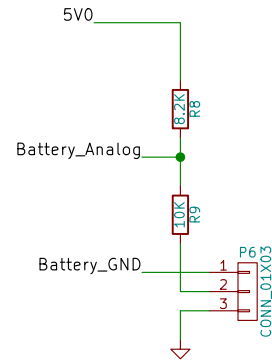 5V0
8.2K
R8
Battery_Analog
10K
R9
P6
Battery_GND
1
2
3
CONN_01X03